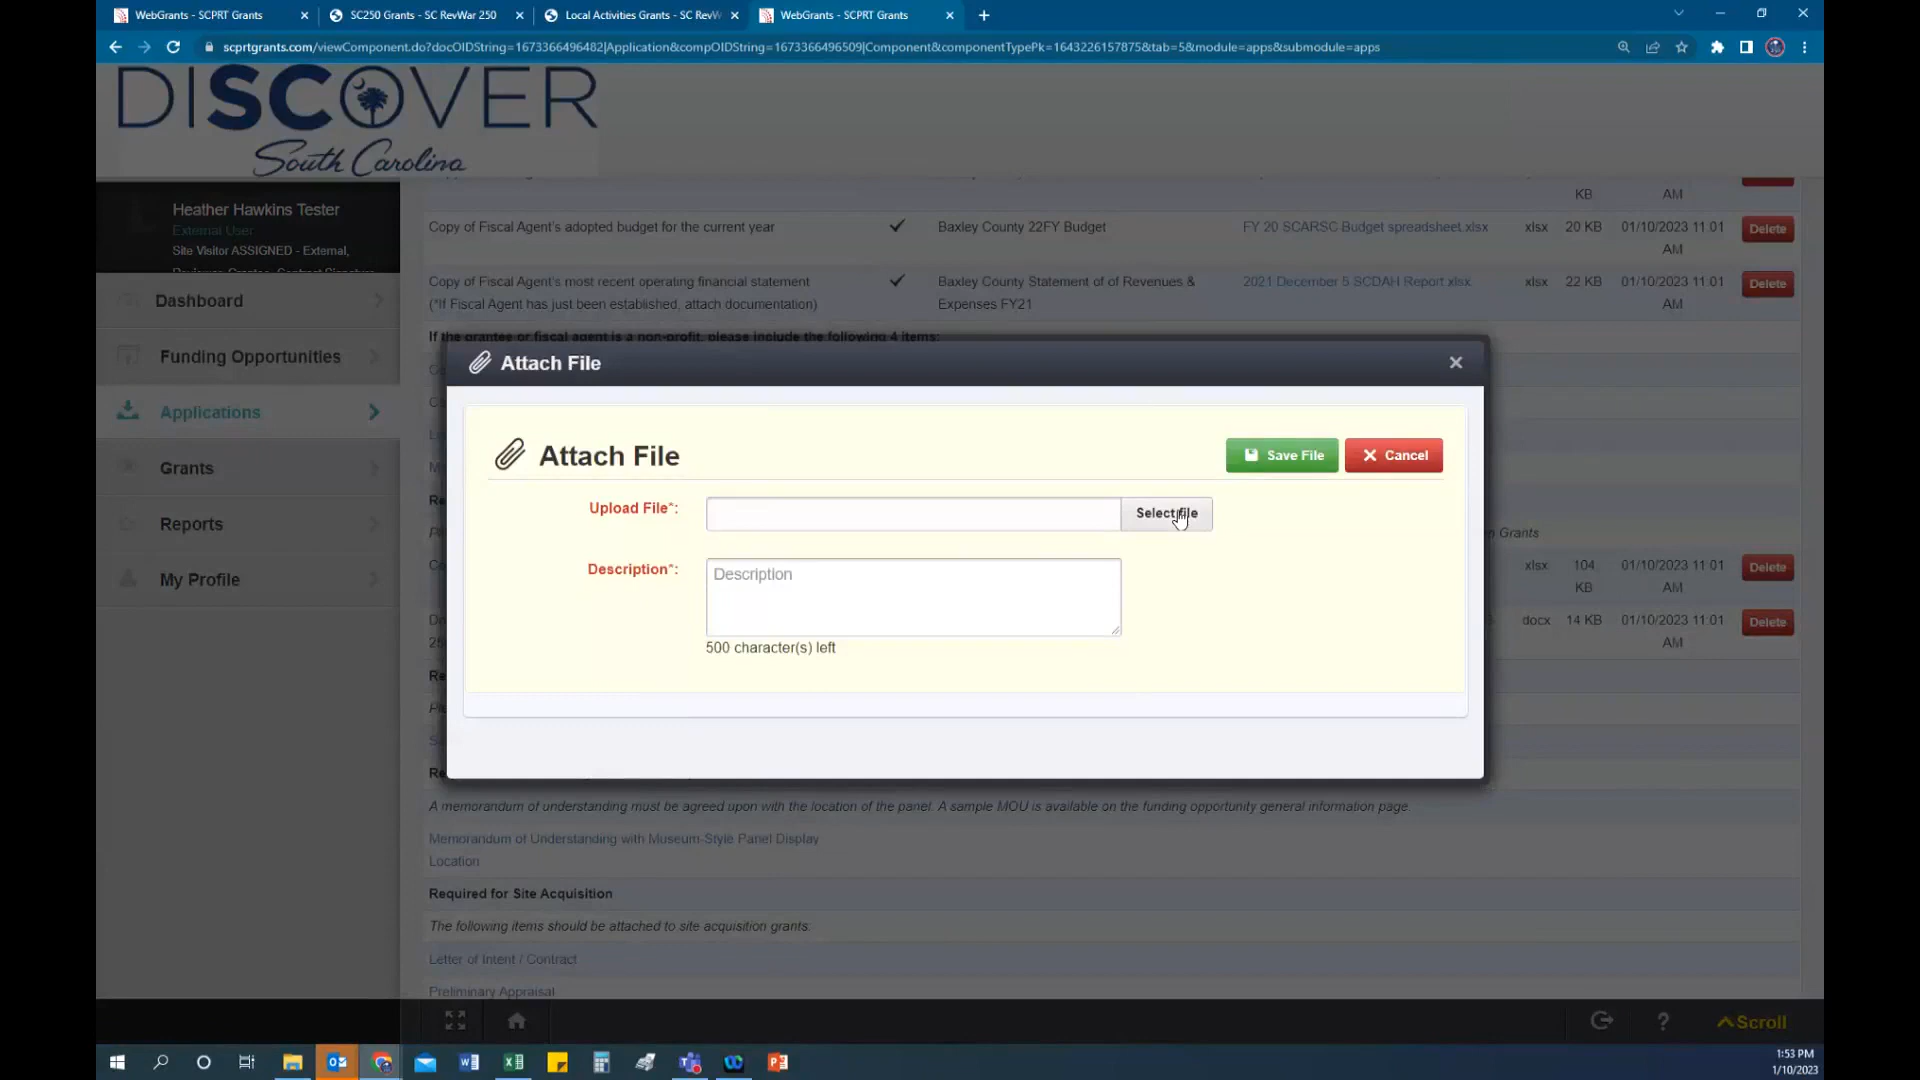 WebGrants - SCPRT Grants
SC250 Grants - SC RevWar 250
Local Activities Grants - SC RevW
WebGrants - SCPRT Grants
scprtgrants.com/viewComponent.do?docOIDString=1673366496482|Application&compOIDString=1673366496509|Component&componentTypePk=1643226157875&tab=5&module=apps&submodule=apps
DISCOVER
South Carolina
Heather Hawkins Tester
External User
Site Visitor ASSIGNED - External,
Reviewer Grantee, Contract Signature
Dashboard
Funding Opportunities
Applications
Grants
Reports
My Profile
KB
AM
Copy of Fiscal Agent's adopted budget for the current year
Baxley County 22FY Budget
FY 20 SCARSC Budget spreadsheet.xlsx
xlsx
20 KB
01/10/2023 11:01
AM
Delete
Copy of Fiscal Agent's most recent operating financial statement
(*If Fiscal Agent has just been established, attach documentation)
Baxley County Statement of of Revenues &
Expenses FY21
2021 December 5 SCDAH Report.xlsx
xlsx
22 KB
01/10/2023 11:01
AM
Delete
If the grantee or fiscal agent is a non-profit, please include the following 4 items:
Attach File
Attach File
Save File
Cancel
Upload File*:
Select file
Description*:
Description
500 character(s) left
n Grants
xlsx
104
KB
01/10/2023 11:01
AM
Delete
docx
14 KB
01/10/2023 11:01
AM
Delete
A memorandum of understanding must be agreed upon with the location of the panel. A sample MOU is available on the funding opportunity general information page.
Memorandum of Understanding with Museum-Style Panel Display
Location
Required for Site Acquisition
The following items should be attached to site acquisition grants:
Letter of Intent / Contract
Preliminary Appraisal
Scroll
1:53 PM
1/10/2023